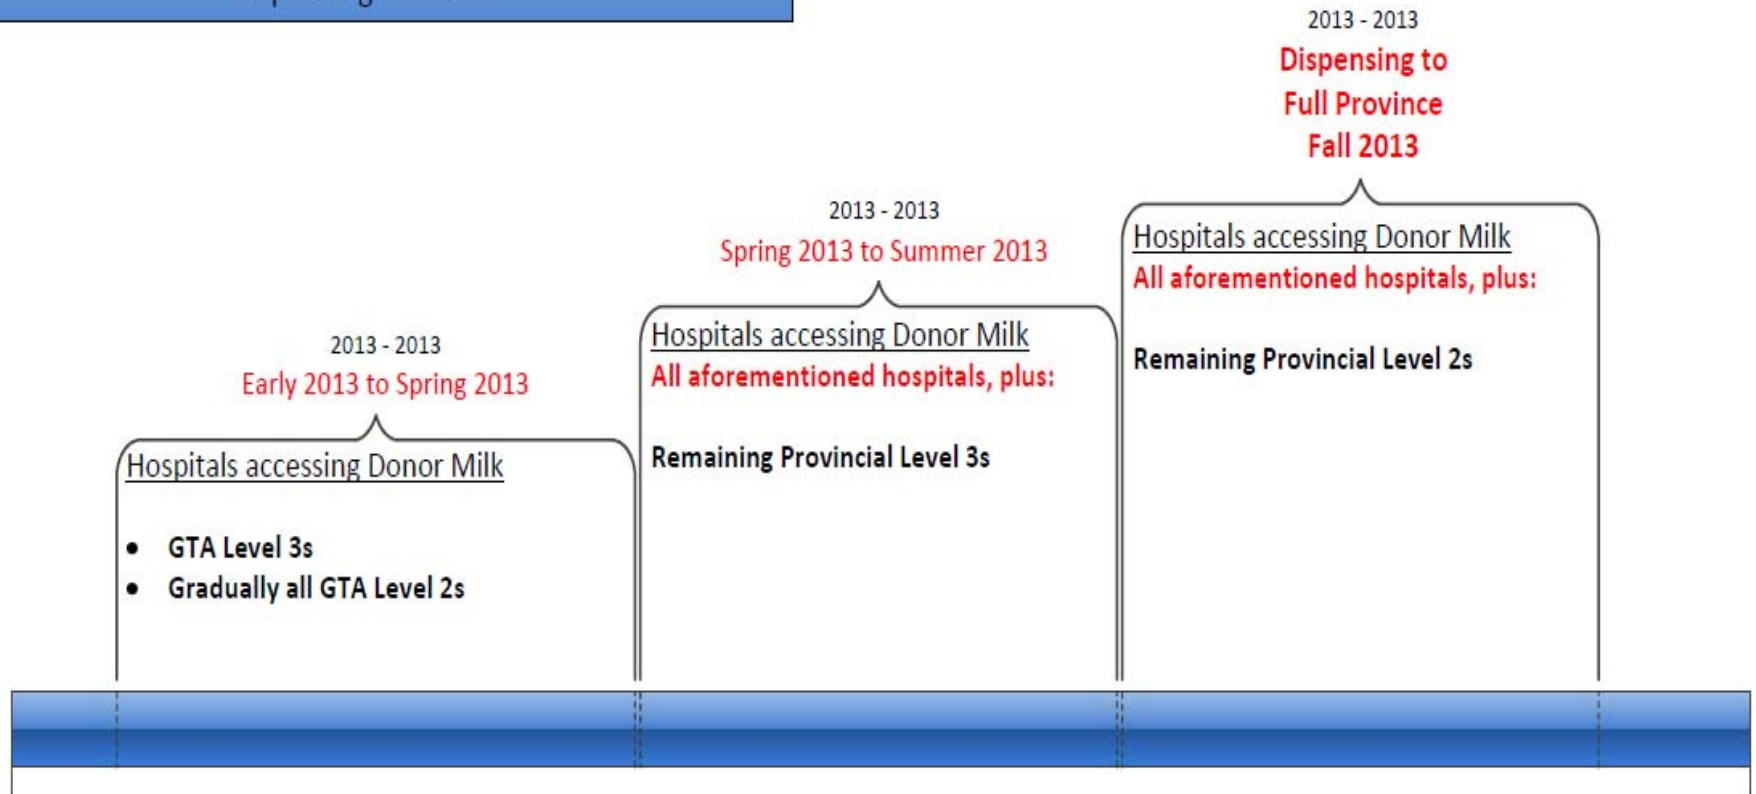 2013 - 2013
Early 2013 to Spring 2013
Hospitals accessing Donor Milk
• GTA Level 3s
• Gradually all GTA Level 2s
2013 - 2013
Spring 2013 to Summer 2013
Hospitals accessing Donor Milk
All aforementioned hospitals, plus:
Remaining Provincial Level 3s
2013 - 2013
Dispensing to
Full Province
Fall 2013
Hospitals accessing Donor Milk
All aforementioned hospitals, plus:
Remaining Provincial Level 2s